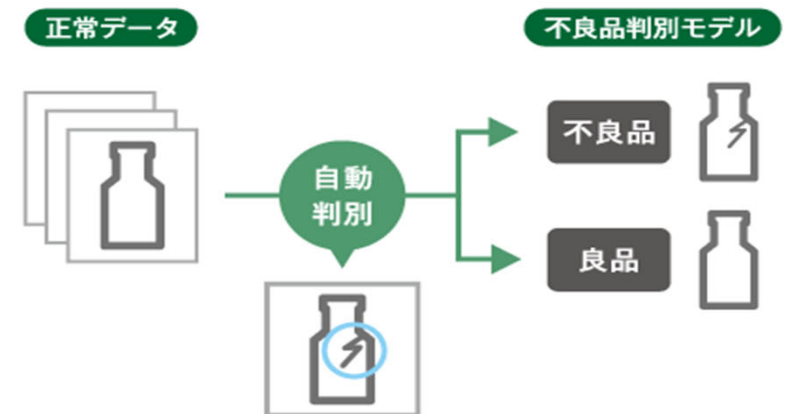 正常データ
不良品判別モデル
不良品
自動
判別
良品